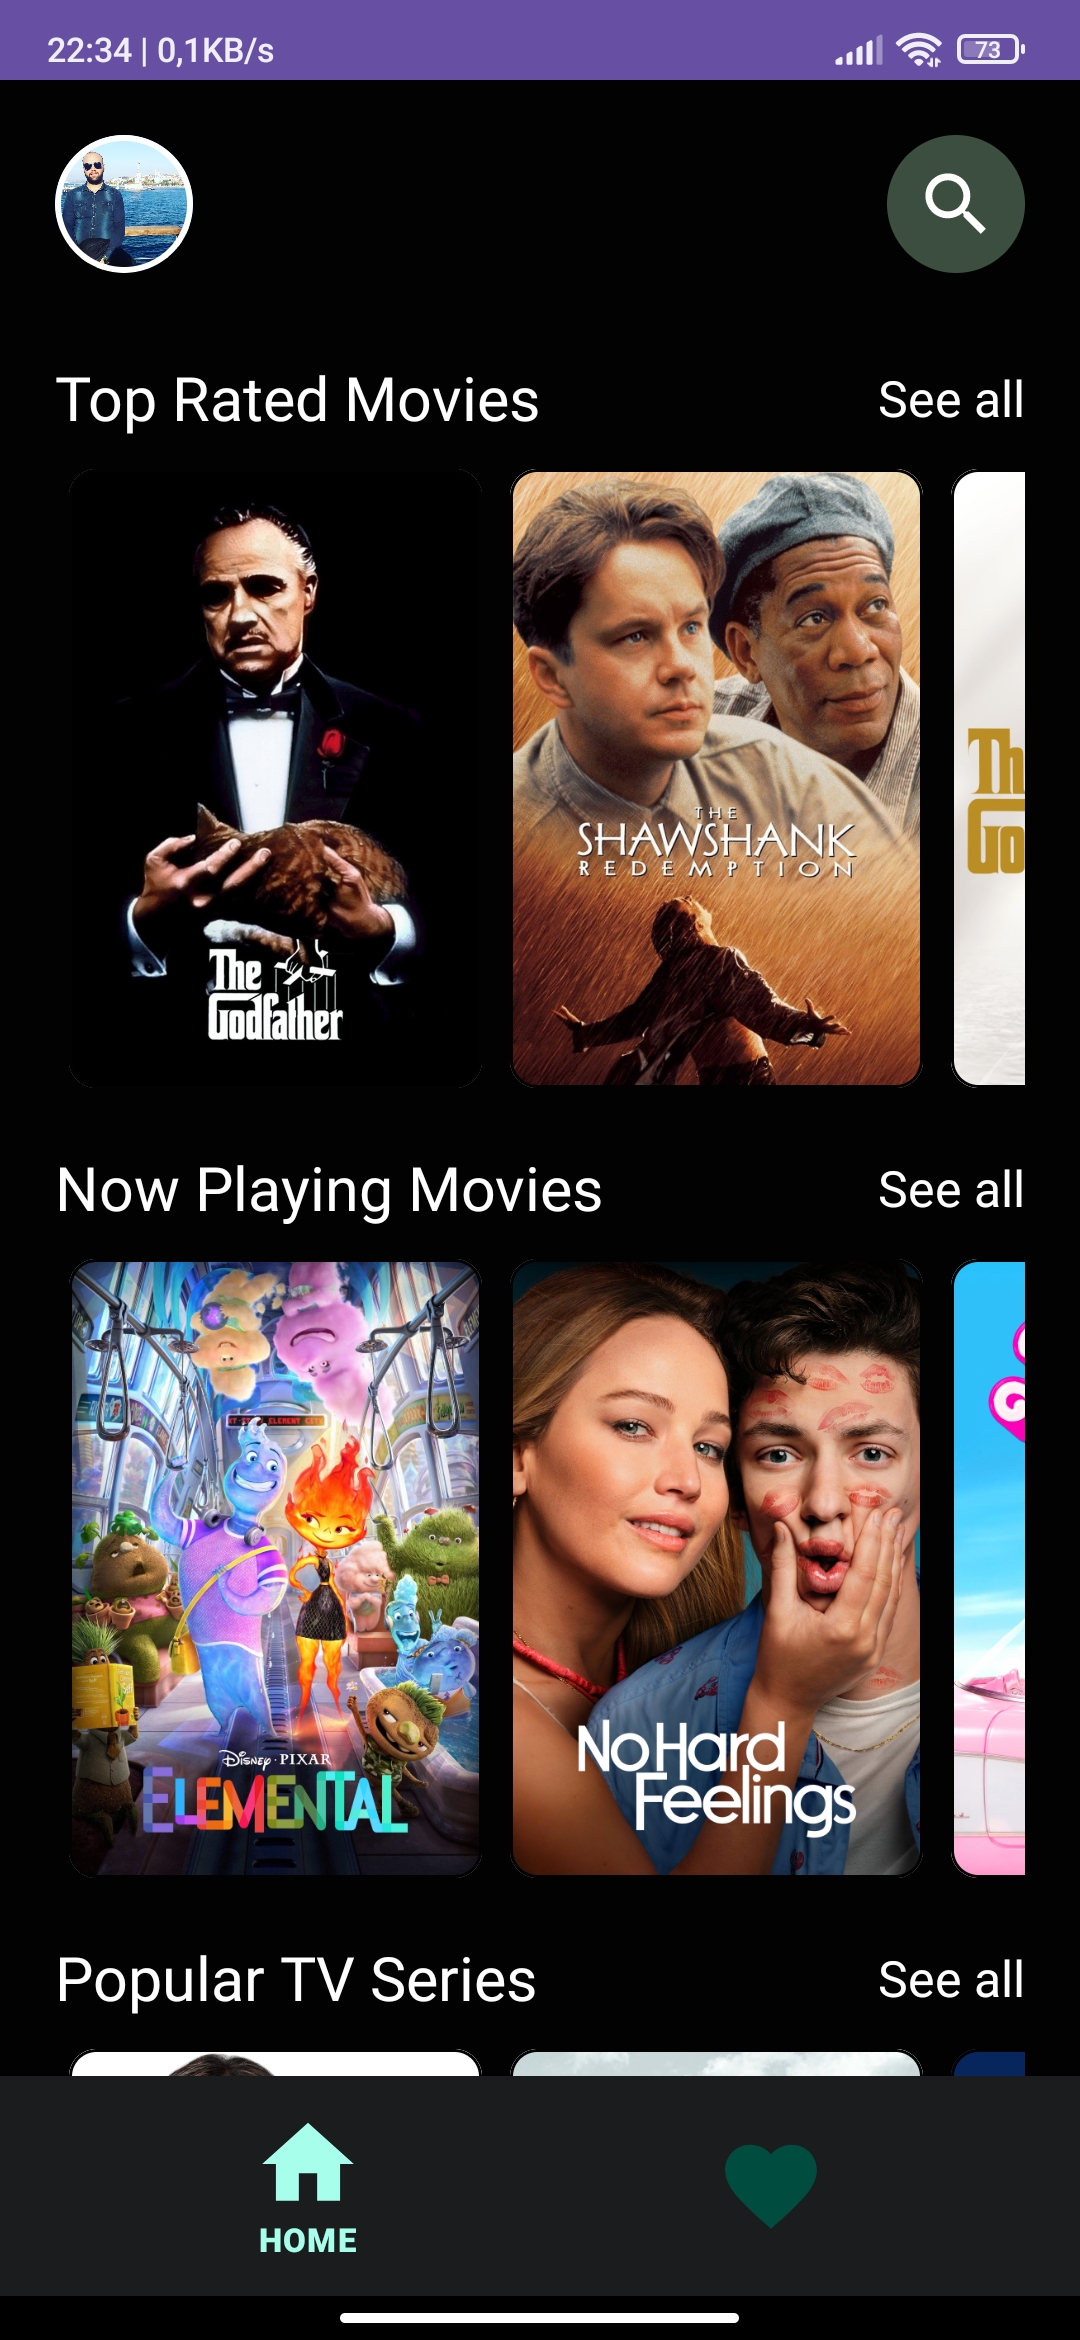 22:34 | 0,1KB/s
73
Top Rated Movies
See all
The
Godfather
THE
SHAWSHANK
REDEMPTION
Th
Go
Now Playing Movies
See all
DISNEY · PIXAR
ELEMENTAL
No Hard
Feelings
Popular TV Series
See all
HOME